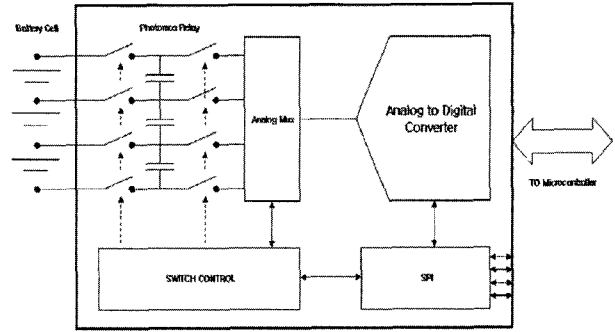 Battery Cell
Photomos Relay
Analog Mux
Analog to Digital
Converter
TO Microcontroller
SWITCH CONTROL
SPI